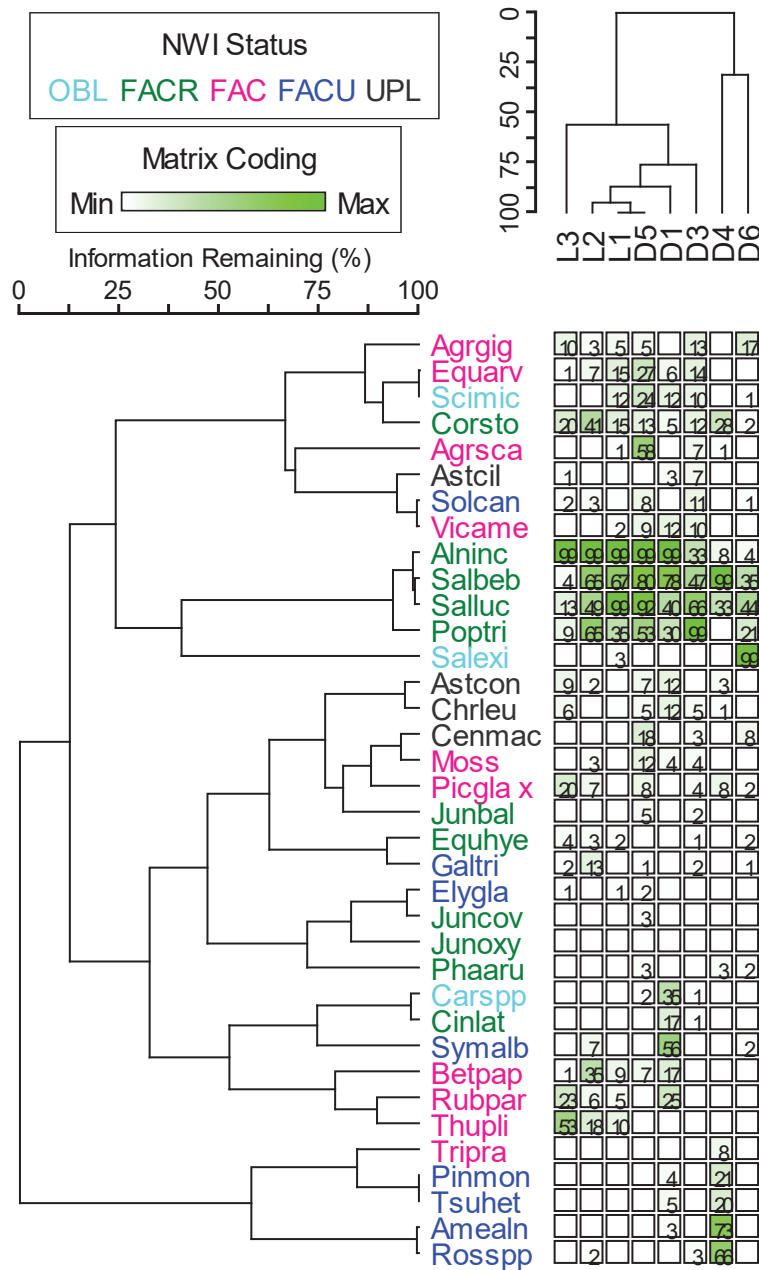 NWI Status
OBL FACR FAC FACU UPL
Matrix Coding
Min Max
Information Remaining (%)
0 25 50 75 100
0
25
50
75
100
L3 L2 L1 D5 D1 D3 D4 D6
Agrgig 10 3 5 5 13 17
Equarv 1 7 15 27 6 14
Scimic 12 24 12 10 1
Corsto 20 41 15 13 5 12 28 2
Agrsca 1 58 7 1
Astcil 1 3 7
Solcan 2 3 8 11 1
Vicame 2 9 12 10
Alninc 99 99 99 99 99 33 8 4
Salbeb 4 65 67 80 78 47 99 35
Salluc 13 49 99 92 40 66 33 44
Poptri 9 65 35 53 30 99 21
Salexi 3 99
Astcon 9 2 7 12 3
Chrleu 6 5 12 5 1
Cenmac 18 3 8
Moss 3 12 4 4
Picgla x 20 7 8 4 8 2
Junbal 5 2
Equhye 4 3 2 1 2
Galtri 2 13 1 2 1
Elygla 1 1 2
Juncov 3
Junoxy
Phaaru 3 3 2
Carspp 2 35 1
Cinlat 17 1
Symalb 7 56 2
Betpap 1 35 9 7 17
Rubpar 23 6 5 25
Thupli 53 18 10
Tripra 8
Pinmon 4 21
Tsuhet 5 20
Amealn 3 73
Rosspp 2 3 66